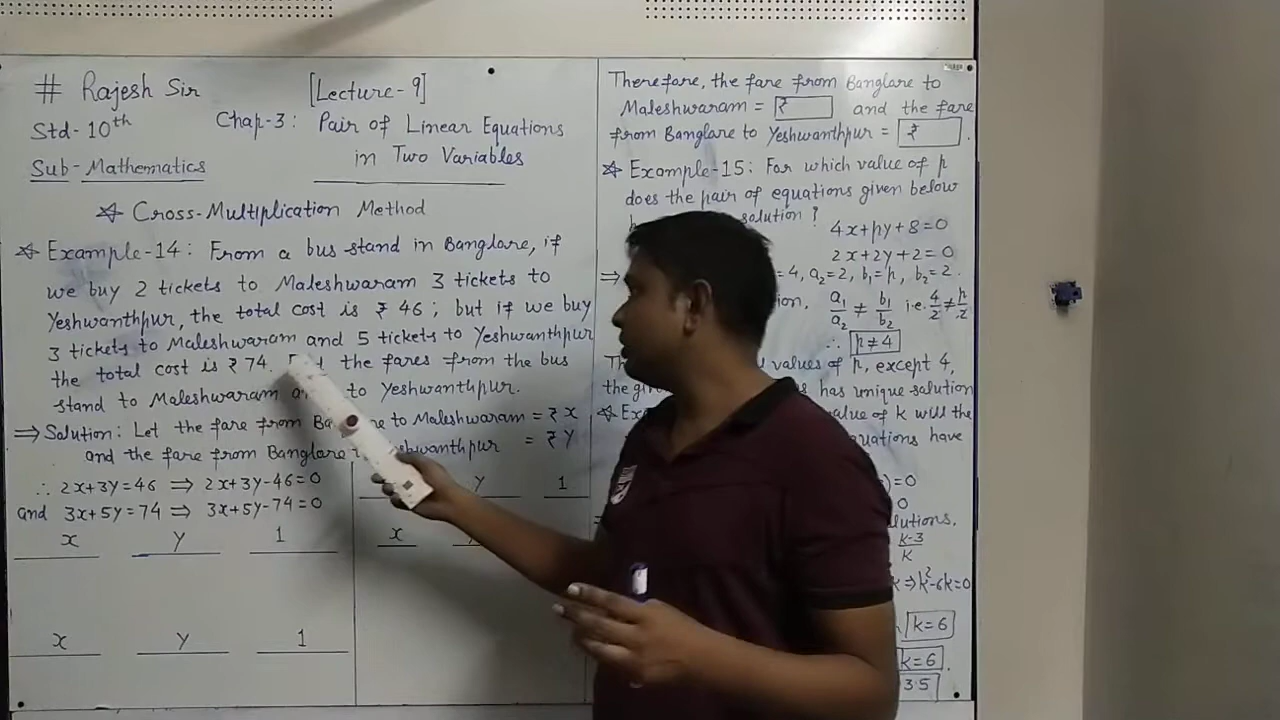 # Rajesh Sir
[Lecture-9]
Std-10th
Chap-3: Pair of Linear Equations
in Two Variables
Sub-Mathematics
☆ Cross-Multiplication Method
☆ Example-14: From a bus stand in Banglare, if
we buy 2 tickets to Maleshwaram 3 tickets to
Yeshwanthpur, the total cost is ₹ 46; but if we buy
3 tickets to Maleshwaram and 5 tickets to Yeshwanthpur
the total cost is ₹ 74. the fares from the bus
stand to Maleshwaram to Yeshwanthpur.
⇒ Solution: Let the fare from to Maleshwaram = ₹ x
and the fare from Banglare = ₹ y
∴ 2x+3y=46 ⇒ 2x+3y-46=0
and 3x+5y=74 ⇒ 3x+5y-74=0
x y 1
x y 1
y 1
x
Therefare, the fare from Banglare to
Maleshwaram = ₹ and the fare
from Banglare to Yeshwanthpur = ₹ .
☆ Example-15: For which value of p
does the pair of equations given below
solution?
4x+py+8=0
2x+2y+2=0
⇒ =4, a₂=2, b₁=p, b₂=2.
a₁/a₂ ≠ b₁/b₂ i.e. 4/2 ≠ p/2
∴ p≠4
values of p, except 4,
the has unique solution
☆ of k will the
have
=0
0
k-3/k
⇒ k²-6k=0
k=6
k=6.
3.5